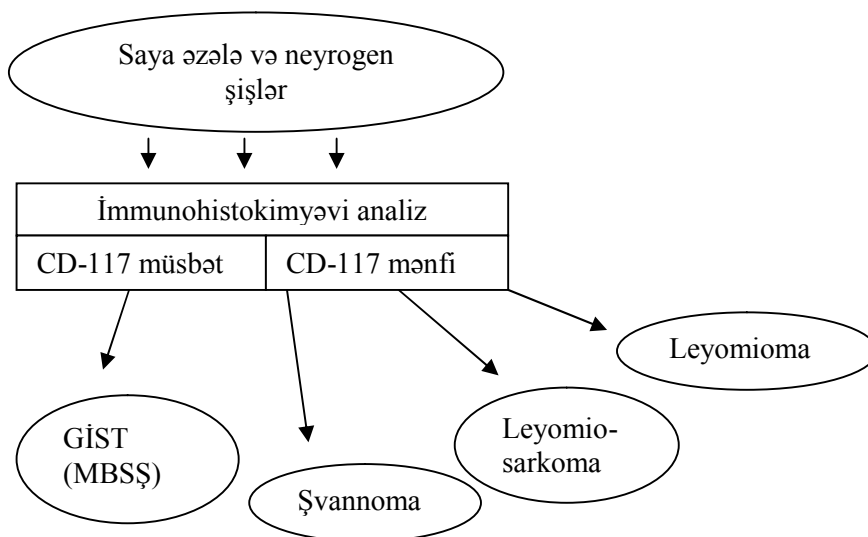 Saya əzələ və neyrogen
şişlər
İmmunohistokimyəvi analiz
CD-117 müsbət
CD-117 mənfi
Leyomioma
GİST
(MBSŞ)
Leyomio-
sarkoma
Şvannoma